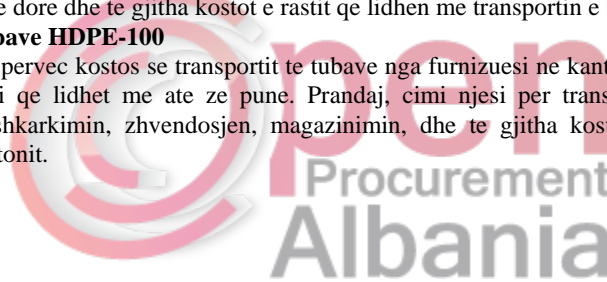 e dore dhe te gjitha kostot e rastit qe lidhen me transportin e
bave HDPE-100
pervec kostos se transportit te tubave nga furnizuesi ne kant
i qe lidhet me ate ze pune. Prandaj, cimi njesi per trans
shkarkimin, zhvendosjen, magazinimin, dhe te gjitha kos
tonit.
Open
Procurement
Albania